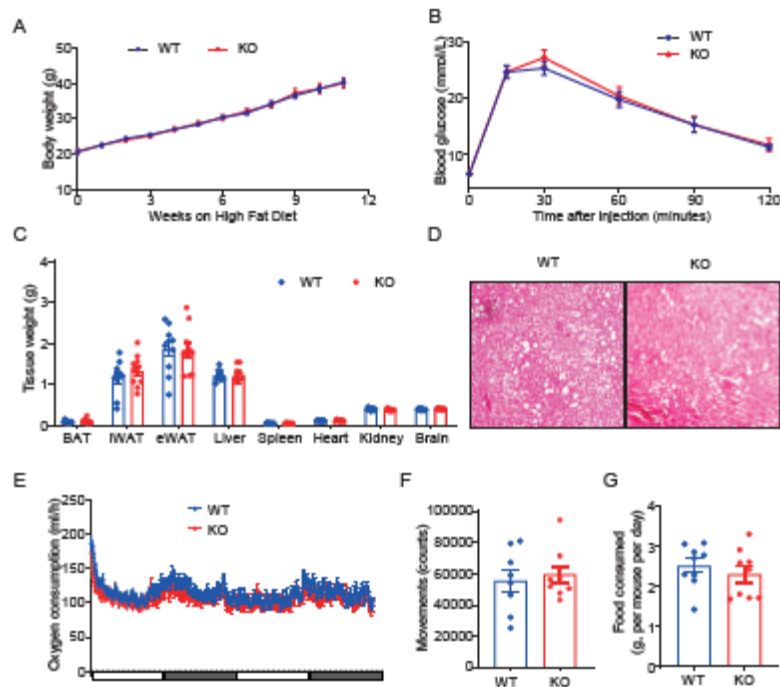 A
WT KO
Body weight (g)
50
40
30
20
10
0 3 6 9 12
Weeks on High Fat Diet
B
WT
KO
Blood glucose (mmol/L)
30
20
10
0 30 60 90 120
Time after Injection (minutes)
C
WT KO
Tissue weight (g)
4
3
2
1
0
BAT iWAT eWAT Liver Spleen Heart Kidney Brain
D
WT KO
E
WT
KO
Oxygen consumption (ml/h)
250
200
150
100
50
0
F
Movements (counts)
100000
80000
60000
40000
20000
0
WT KO
G
Food consumed
(g, per mouse per day)
4
3
2
1
0
WT KO